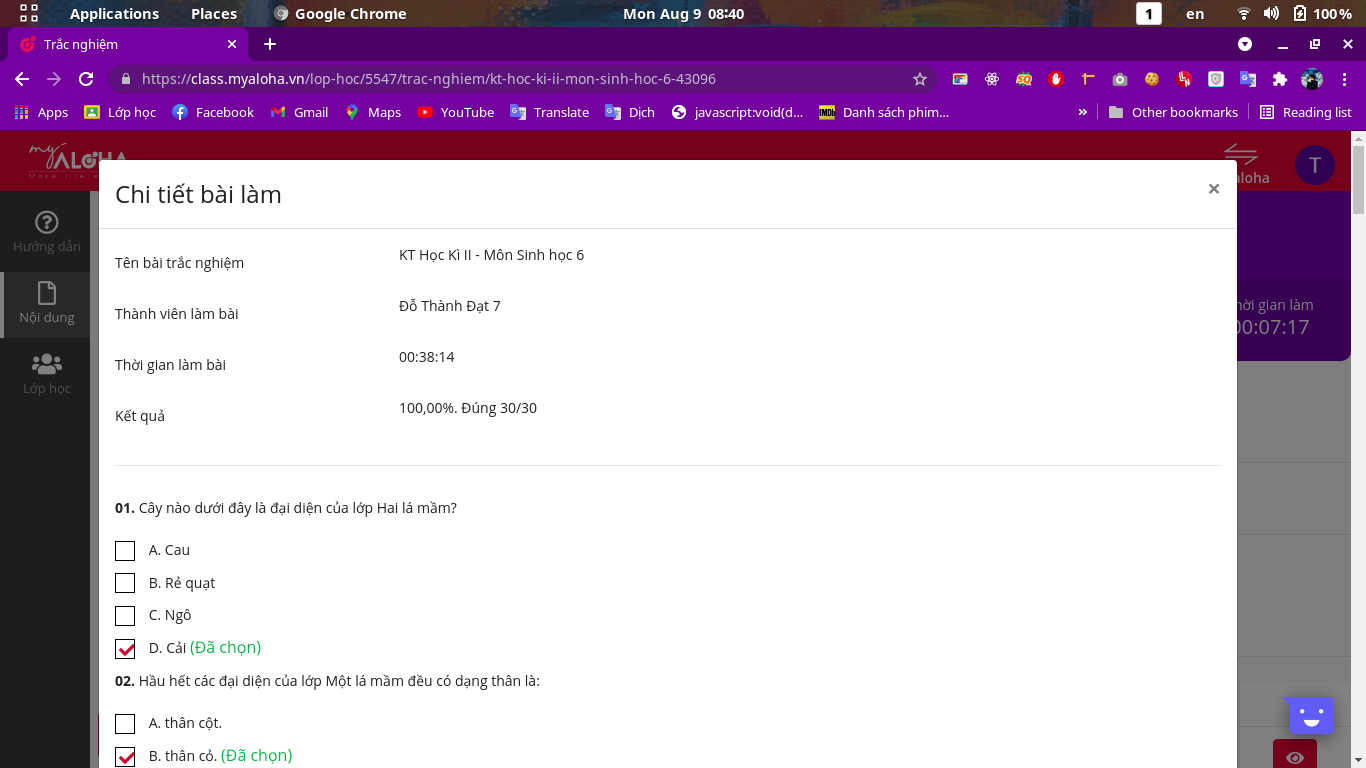 Applications Places Google Chrome Mon Aug 9 08:40 1 en 100%
Trắc nghiệm
https://class.myaloha.vn/lop-hoc/5547/trac-nghiem/kt-hoc-ki-ii-mon-sinh-hoc-6-43096
Apps Lớp học Facebook Gmail Maps YouTube Translate Dịch javascript:void(d... IMDb Danh sách phim... » Other bookmarks Reading list
my ALOHA
aloha T
Chi tiết bài làm ×
Hướng dẫn
Nội dung
Lớp học
Tên bài trắc nghiệm KT Học Kì II - Môn Sinh học 6
Thành viên làm bài Đỗ Thành Đạt 7
hời gian làm
00:07:17
Thời gian làm bài 00:38:14
Kết quả 100,00%. Đúng 30/30
01. Cây nào dưới đây là đại diện của lớp Hai lá mầm?
A. Cau
B. Rẻ quạt
C. Ngô
D. Cải (Đã chọn)
02. Hầu hết các đại diện của lớp Một lá mầm đều có dạng thân là:
A. thân cột.
B. thân cỏ. (Đã chọn)